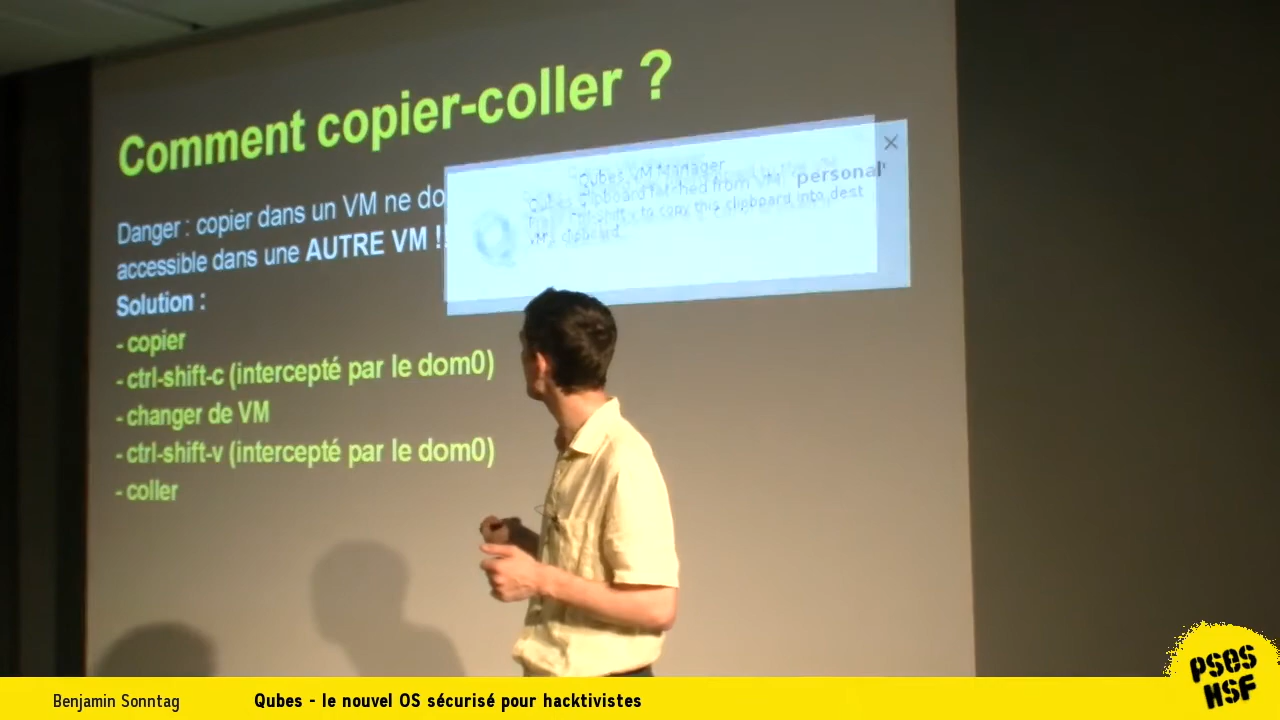 Comment copier-coller ?
Danger : copier dans un VM ne do
accessible dans une AUTRE VM !
Solution :
- copier
- ctrl-shift-c (intercepté par le dom0)
- changer de VM
- ctrl-shift-v (intercepté par le dom0)
- coller
Qubes VM Manager
Qubes clipboard fetched from VM: 'personal'
to copy this clipboard into dest
VM's clipboard.
Benjamin Sonntag
Qubes - le nouvel OS sécurisé pour hacktivistes
PSES
HSF